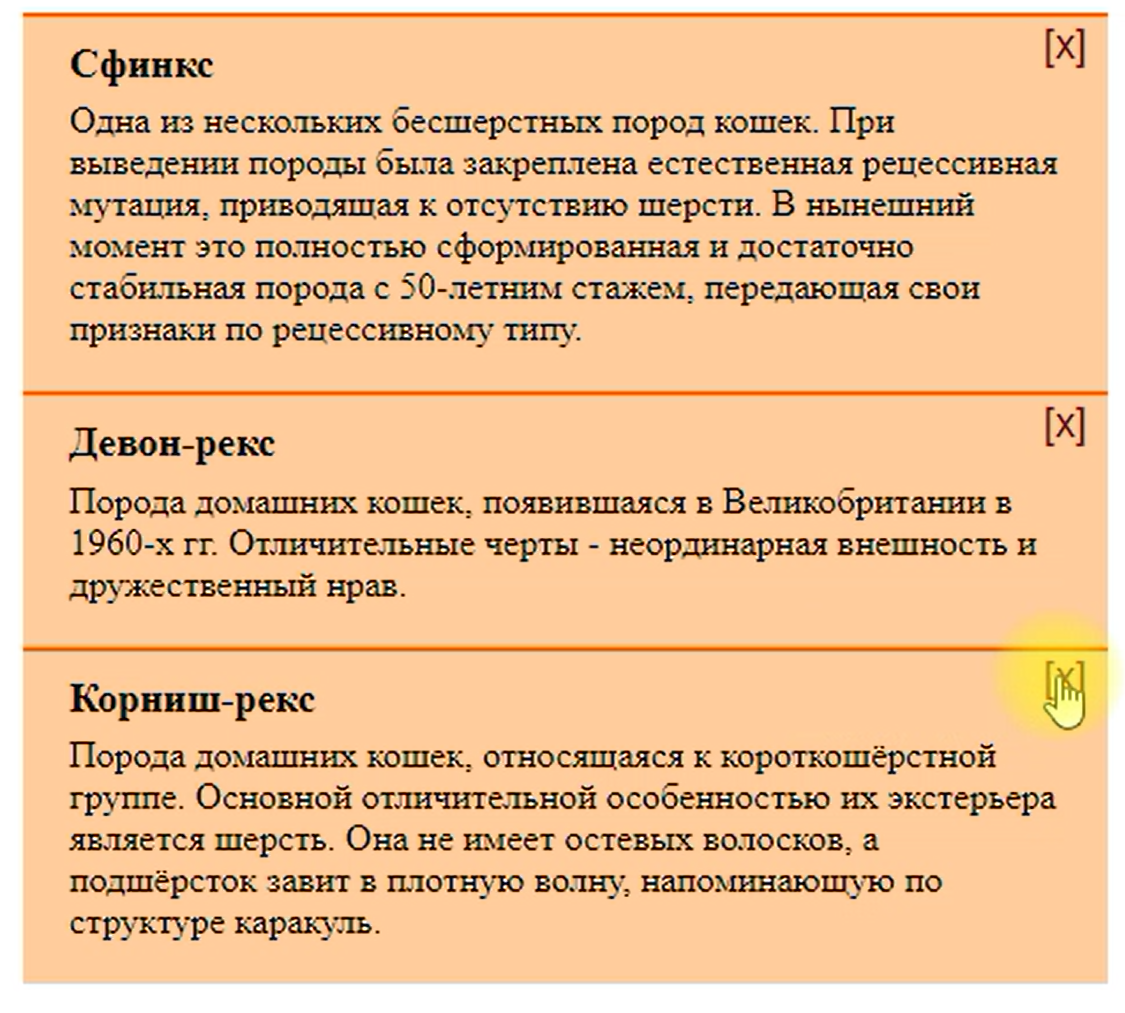 [x]
Сфинкс
Одна из нескольких бесшерстных пород кошек. При
выведении породы была закреплена естественная рецессивная
мутация, приводящая к отсутствию шерсти. В нынешний
момент это полностью сформированная и достаточно
стабильная порода с 50-летним стажем, передающая свои
признаки по рецессивному типу.
[x]
Девон-рекс
Порода домашних кошек, появившаяся в Великобритании в
1960-х гг. Отличительные черты - неординарная внешность и
дружественный нрав.
[x]
Корниш-рекс
Порода домашних кошек, относящаяся к короткошёрстной
группе. Основной отличительной особенностью их экстерьера
является шерсть. Она не имеет остевых волосков, а
подшёрсток завит в плотную волну, напоминающую по
структуре каракуль.